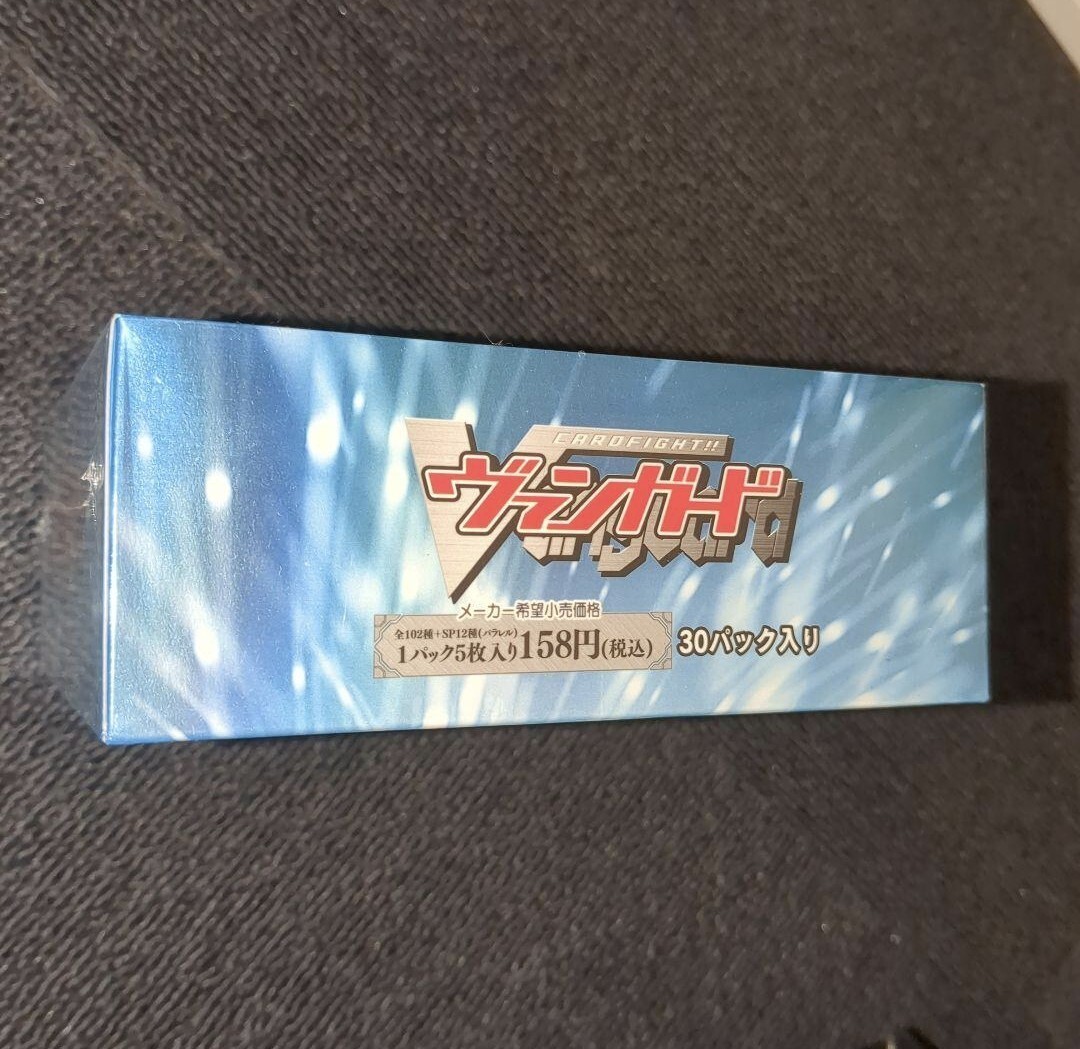 CARDFIGHT!!
ヴァンガード
Vanguard
メーカー希望小売価格
全102種+SP12種(パラレル)
1パック5枚入り158円(税込)
30パック入り